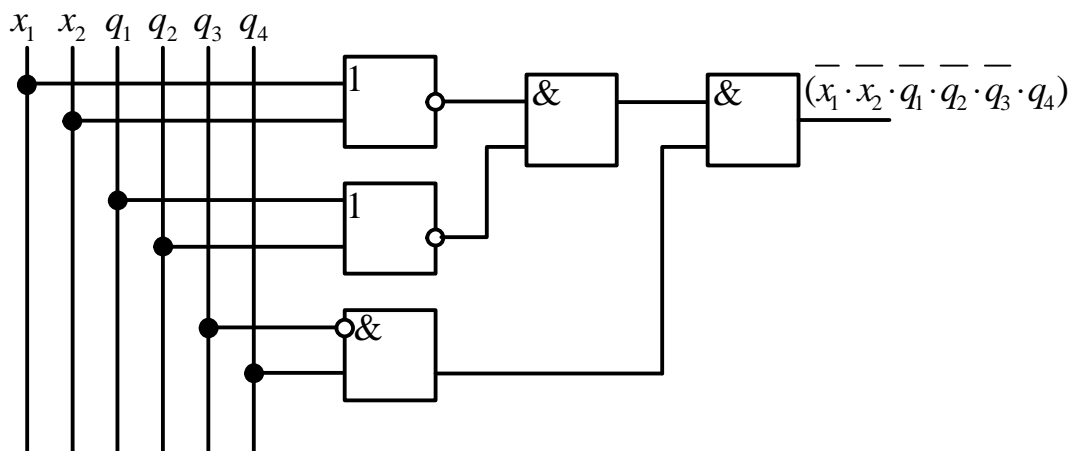 x₁ x₂ q₁ q₂ q₃ q₄
1
&
&
(x̅₁·x̅₂·q̅₁·q̅₂·q̅₃·q₄)
1
&